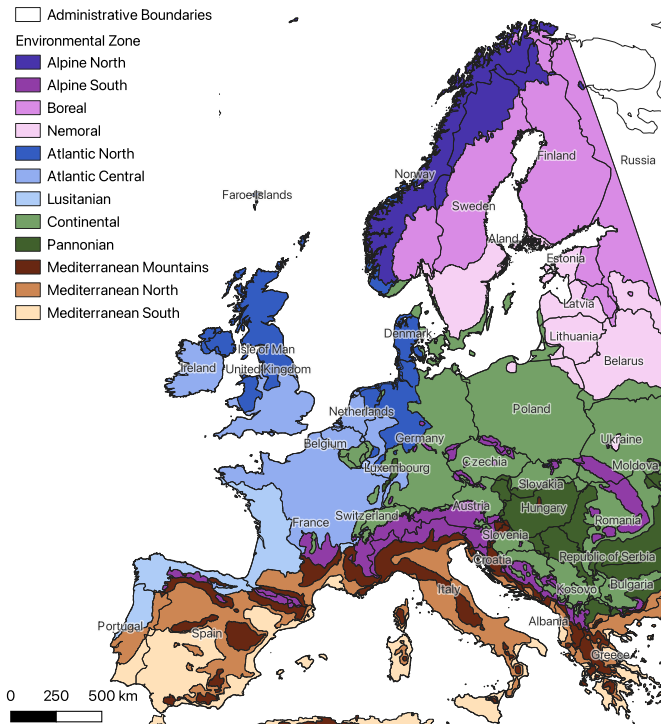 Administrative Boundaries
Environmental Zone
Alpine North
Alpine South
Boreal
Nemoral
Atlantic North
Atlantic Central
Lusitanian
Continental
Pannonian
Mediterranean Mountains
Mediterranean North
Mediterranean South
Norway
Finland
Russia
Faroe Islands
Sweden
Aland
Estonia
Latvia
Denmark
Lithuania
Isle of Man
Belarus
Ireland
United Kingdom
Netherlands
Poland
Belgium
Germany
Ukraine
Luxembourg
Czechia
Moldova
Slovakia
France
Switzerland
Austria
Hungary
Romania
Slovenia
Croatia
Republic of Serbia
Italy
Kosovo
Bulgaria
Portugal
Spain
Albania
Greece
0 250 500 km